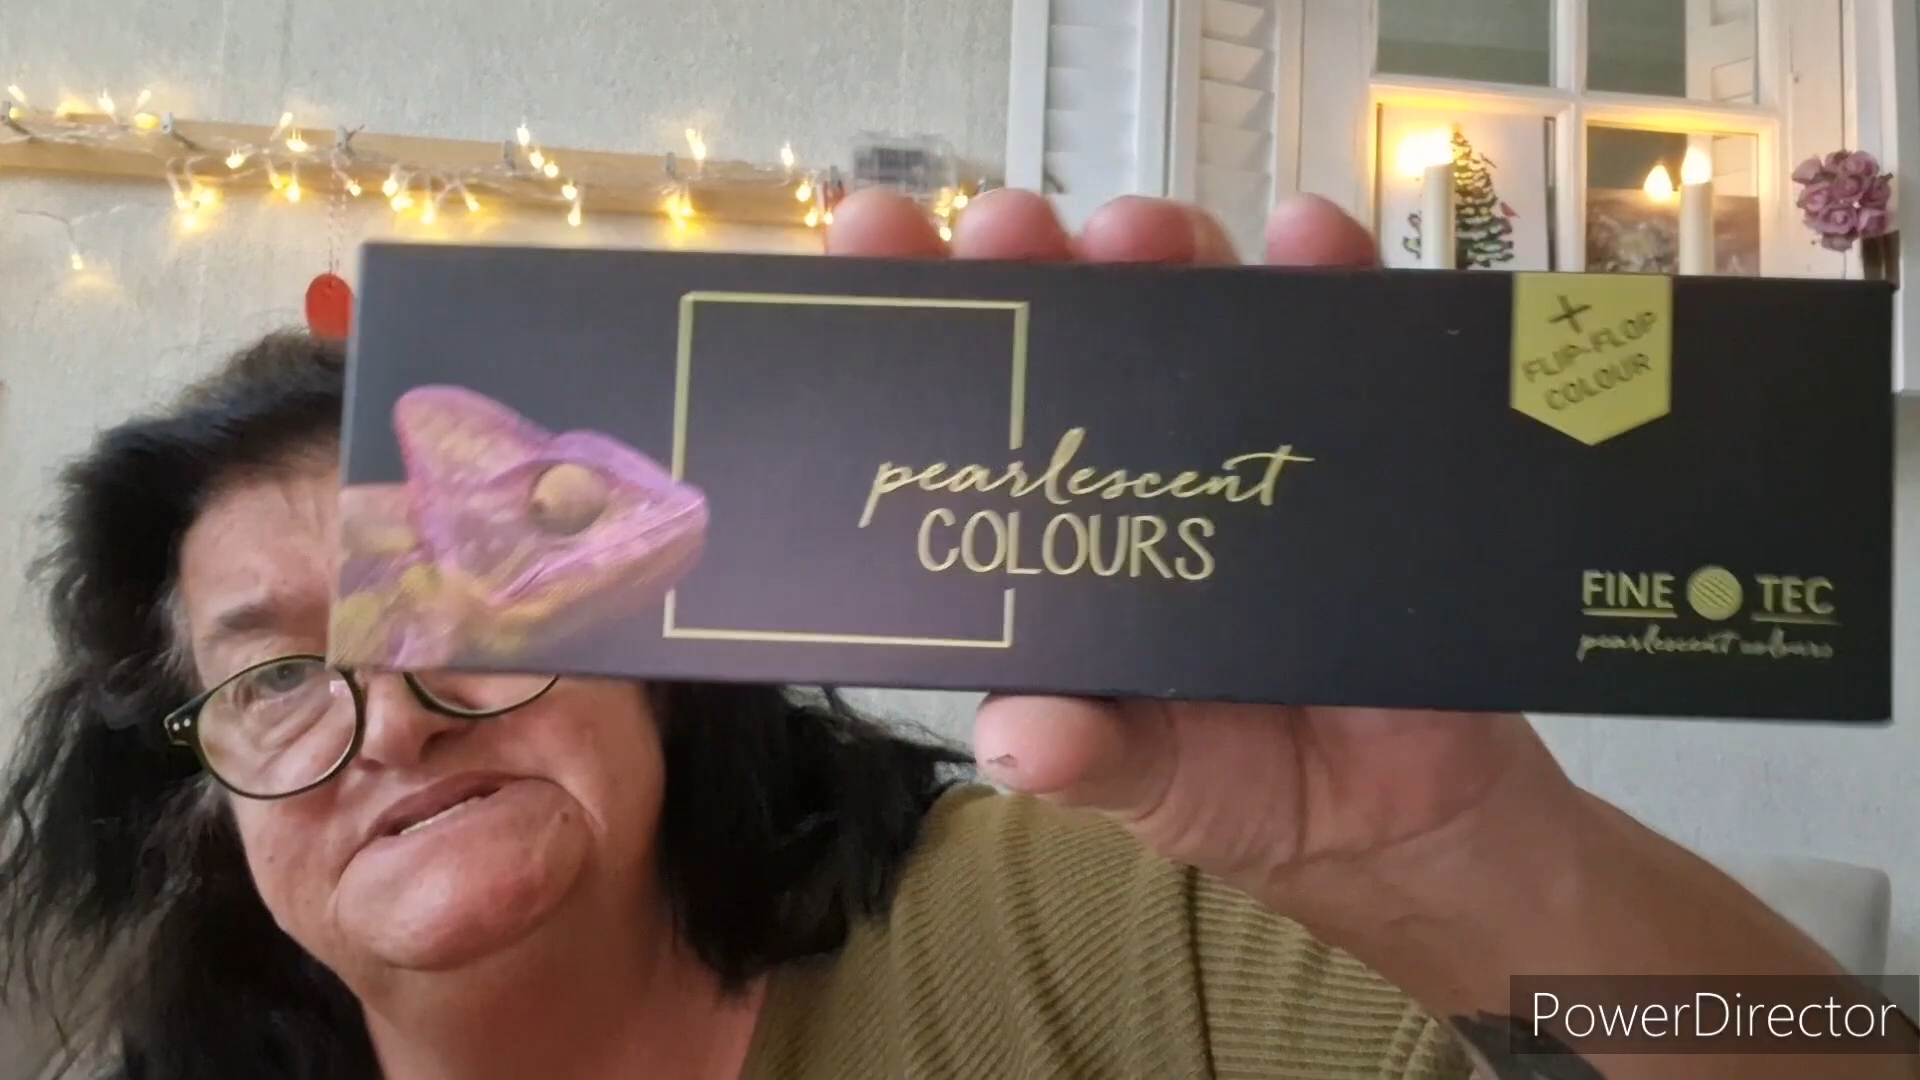 +
FLIP-FLOP
COLOUR
pearlescent
COLOURS
FINE TEC
pearlescent colours
PowerDirector